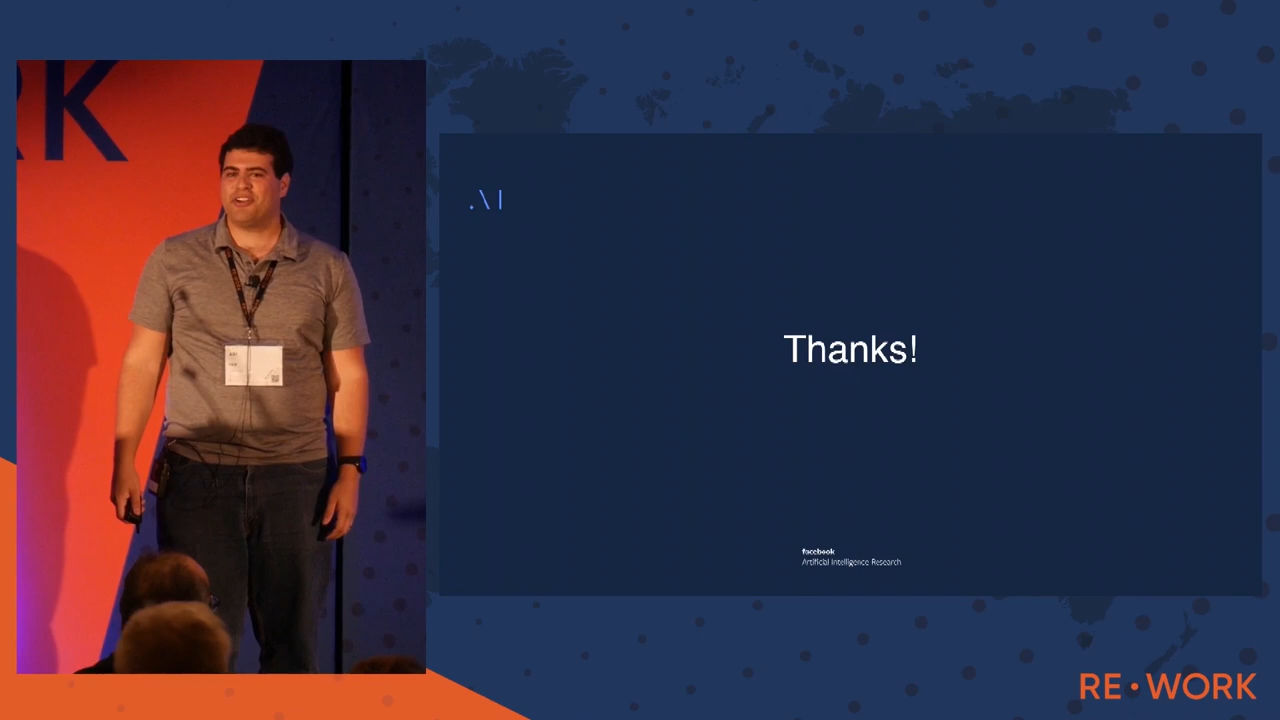 RK
.\I
Thanks!
facebook
Artificial Intelligence Research
RE•WORK